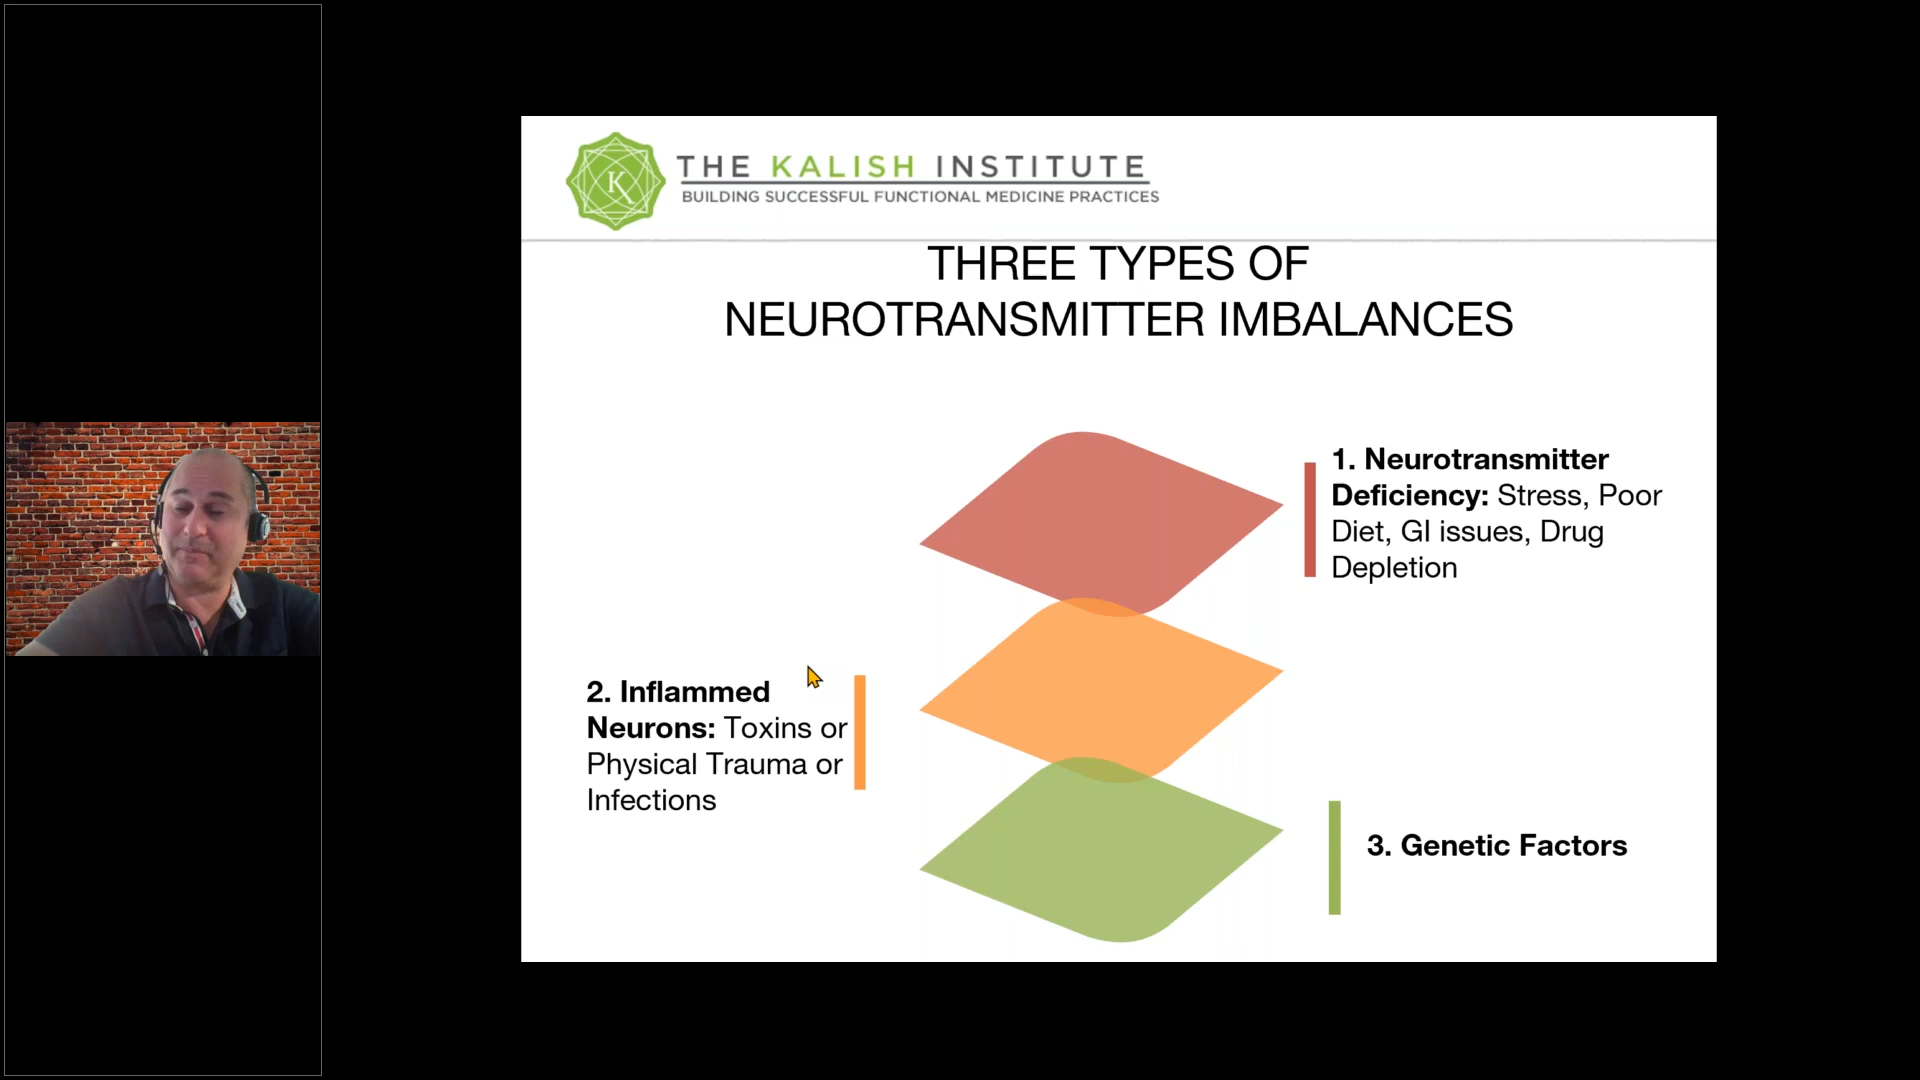 K
THE KALISH INSTITUTE
BUILDING SUCCESSFUL FUNCTIONAL MEDICINE PRACTICES
THREE TYPES OF
NEUROTRANSMITTER IMBALANCES
1. Neurotransmitter
Deficiency: Stress, Poor
Diet, GI issues, Drug
Depletion
2. Inflammed
Neurons: Toxins or
Physical Trauma or
Infections
3. Genetic Factors